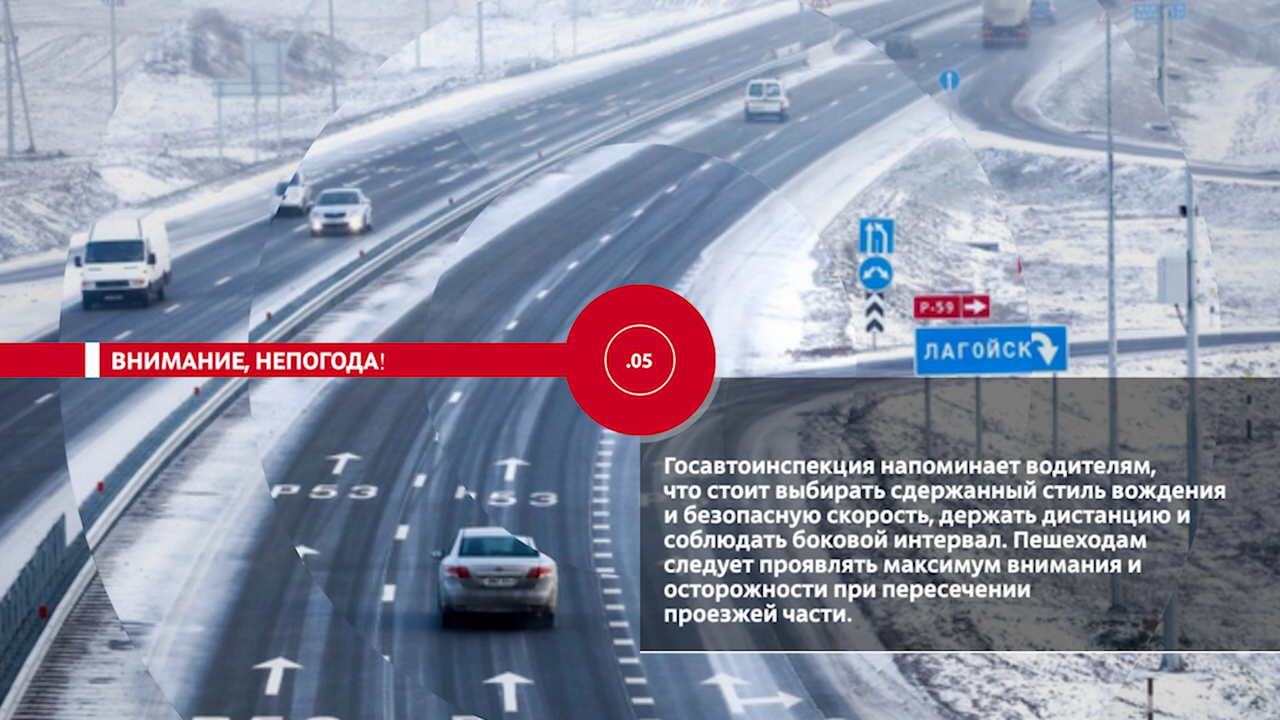 Р-59
ЛАГОЙСК
ВНИМАНИЕ, НЕПОГОДА!
.05
Госавтоинспекция напоминает водителям,
что стоит выбирать сдержанный стиль вождения
и безопасную скорость, держать дистанцию и
соблюдать боковой интервал. Пешеходам
следует проявлять максимум внимания и
осторожности при пересечении
проезжей части.
Р53